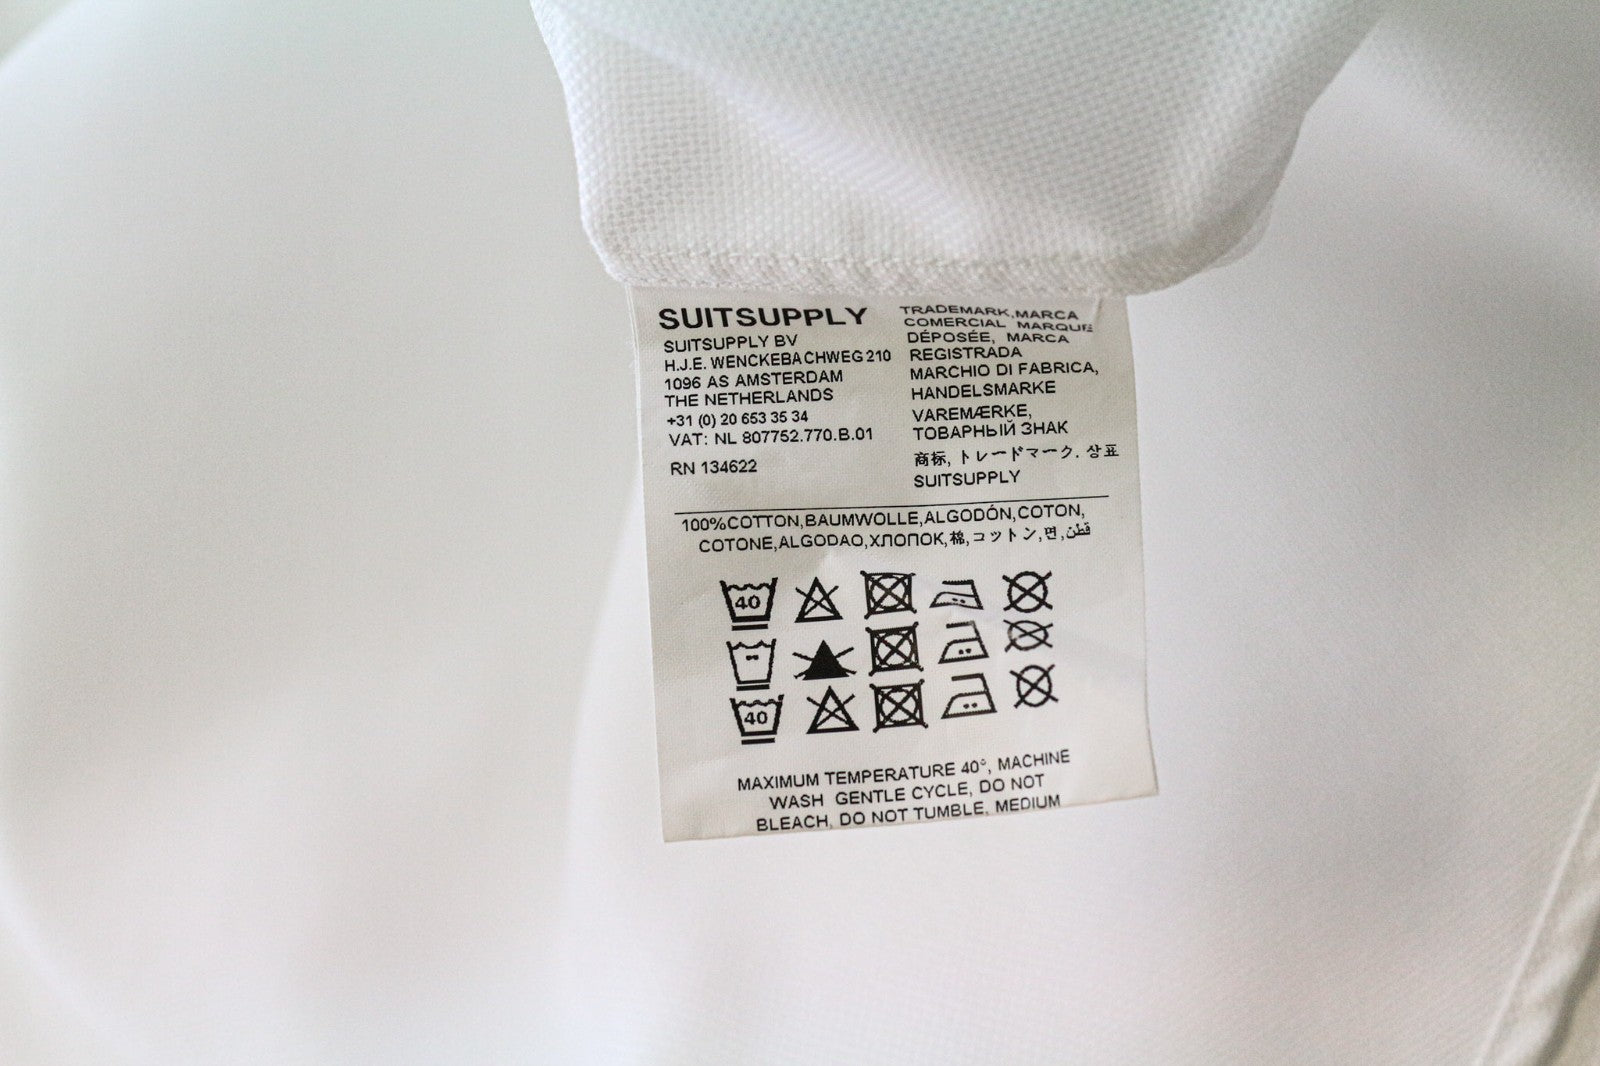 SUITSUPPLY
SUITSUPPLY BV
H.J.E. WENCKEBACHWEG 210
1096 AS AMSTERDAM
THE NETHERLANDS
+31 (0) 20 653 35 34
VAT: NL 807752.770.B.01
RN 134622
TRADEMARK,MARCA
COMERCIAL MARQUE
DÉPOSÉE, MARCA
REGISTRADA
MARCHIO DI FABRICA,
HANDELSMARKE
VAREMÆRKE,
ТОВАРНЫЙ ЗНАК
商标, トレードマーク. 상표
SUITSUPPLY
100%COTTON,BAUMWOLLE,ALGODÓN,COTON,
COTONE,ALGODAO,ХЛОПОК,棉,コットン,면,قطن
40
40
MAXIMUM TEMPERATURE 40°, MACHINE
WASH GENTLE CYCLE, DO NOT
BLEACH, DO NOT TUMBLE, MEDIUM